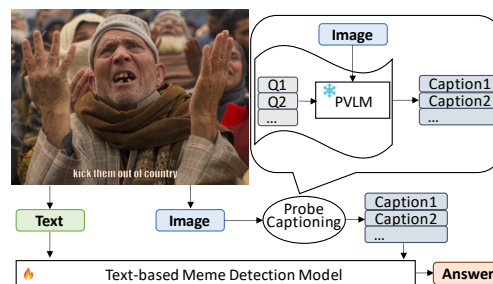 Image
Q1
Q2
...
PVLM
Caption1
Caption2
...
kick them out of country
Text
Image
Probe
Captioning
Caption1
Caption2
...
Text-based Meme Detection Model
Answer